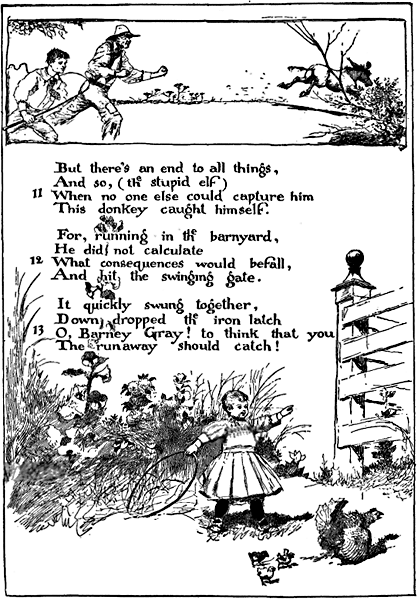 But there's an end to all things,
And so, (the stupid elf)
11 When no one else could capture him
This donkey caught himself.
For, running in the barnyard,
He did not calculate
12 What consequences would befall,
And hit the swinging gate.
It quickly swung together,
Down dropped the iron latch
13 O, Barney Gray! to think that you
The runaway should catch!